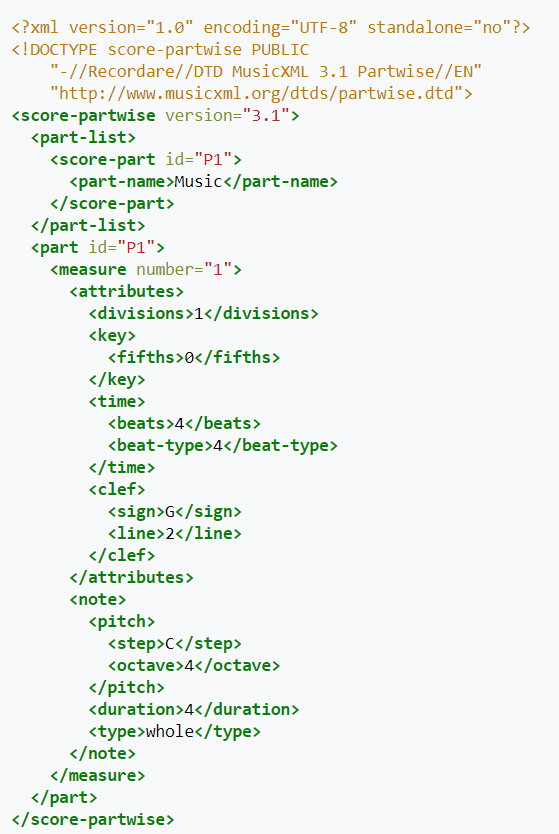 <?xml version="1.0" encoding="UTF-8" standalone="no"?>
<!DOCTYPE score-partwise PUBLIC
    "-//Recordare//DTD MusicXML 3.1 Partwise//EN"
    "http://www.musicxml.org/dtds/partwise.dtd">
<score-partwise version="3.1">
  <part-list>
    <score-part id="P1">
      <part-name>Music</part-name>
    </score-part>
  </part-list>
  <part id="P1">
    <measure number="1">
      <attributes>
        <divisions>1</divisions>
        <key>
          <fifths>0</fifths>
        </key>
        <time>
          <beats>4</beats>
          <beat-type>4</beat-type>
        </time>
        <clef>
          <sign>G</sign>
          <line>2</line>
        </clef>
      </attributes>
      <note>
        <pitch>
          <step>C</step>
          <octave>4</octave>
        </pitch>
        <duration>4</duration>
        <type>whole</type>
      </note>
    </measure>
  </part>
</score-partwise>